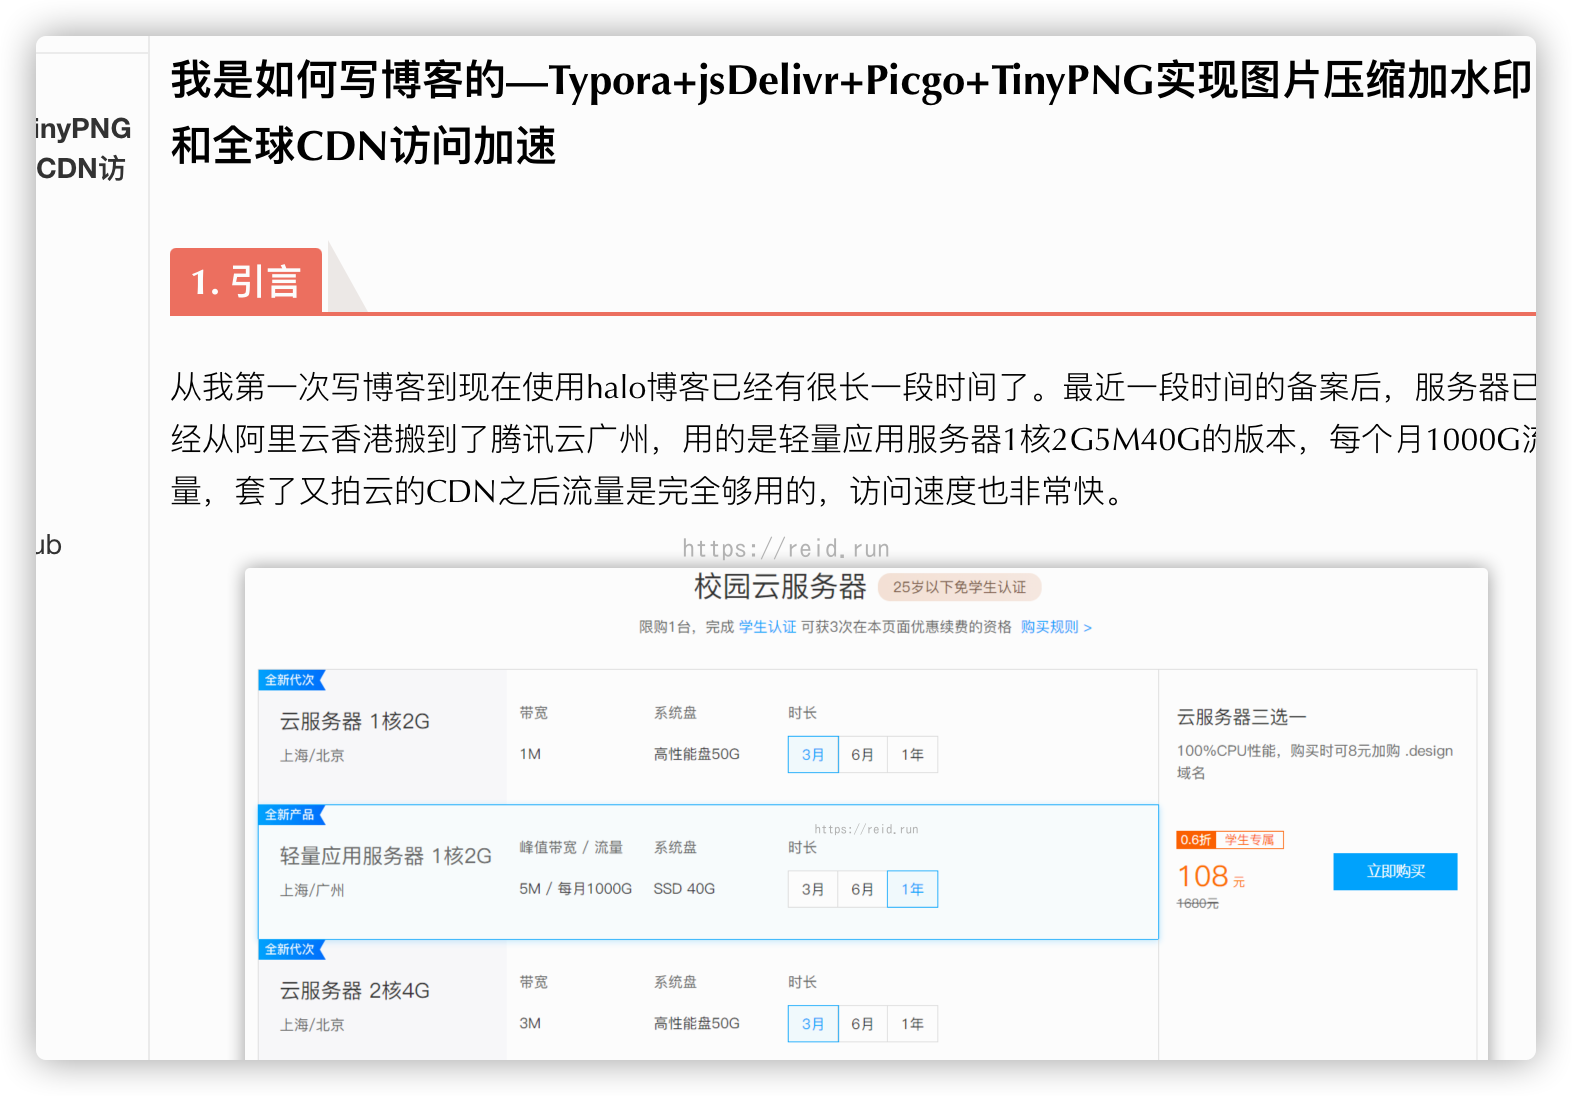 我是如何写博客的—Typora+jsDelivr+Picgo+TinyPNG实现图片压缩加水印
和全球CDN访问加速
inyPNG
CDN访
1. 引言
从我第一次写博客到现在使用halo博客已经有很长一段时间了。最近一段时间的备案后，服务器已
经从阿里云香港搬到了腾讯云广州，用的是轻量应用服务器1核2G5M40G的版本，每个月1000G流
量，套了又拍云的CDN之后流量是完全够用的，访问速度也非常快。
ub
https://reid.run
校园云服务器 25岁以下免学生认证
限购1台，完成 学生认证 可获3次在本页面优惠续费的资格 购买规则 >
全新代次
云服务器 1核2G
上海/北京
带宽 系统盘 时长
1M 高性能盘50G 3月 6月 1年
全新产品
轻量应用服务器 1核2G
上海/广州
https://reid.run
峰值带宽 / 流量 系统盘 时长
5M / 每月1000G SSD 40G 3月 6月 1年
全新代次
云服务器 2核4G
上海/北京
带宽 系统盘 时长
3M 高性能盘50G 3月 6月 1年
云服务器三选一
100%CPU性能，购买时可8元加购 .design
域名
0.6折 学生专属
108 元
1680元
立即购买